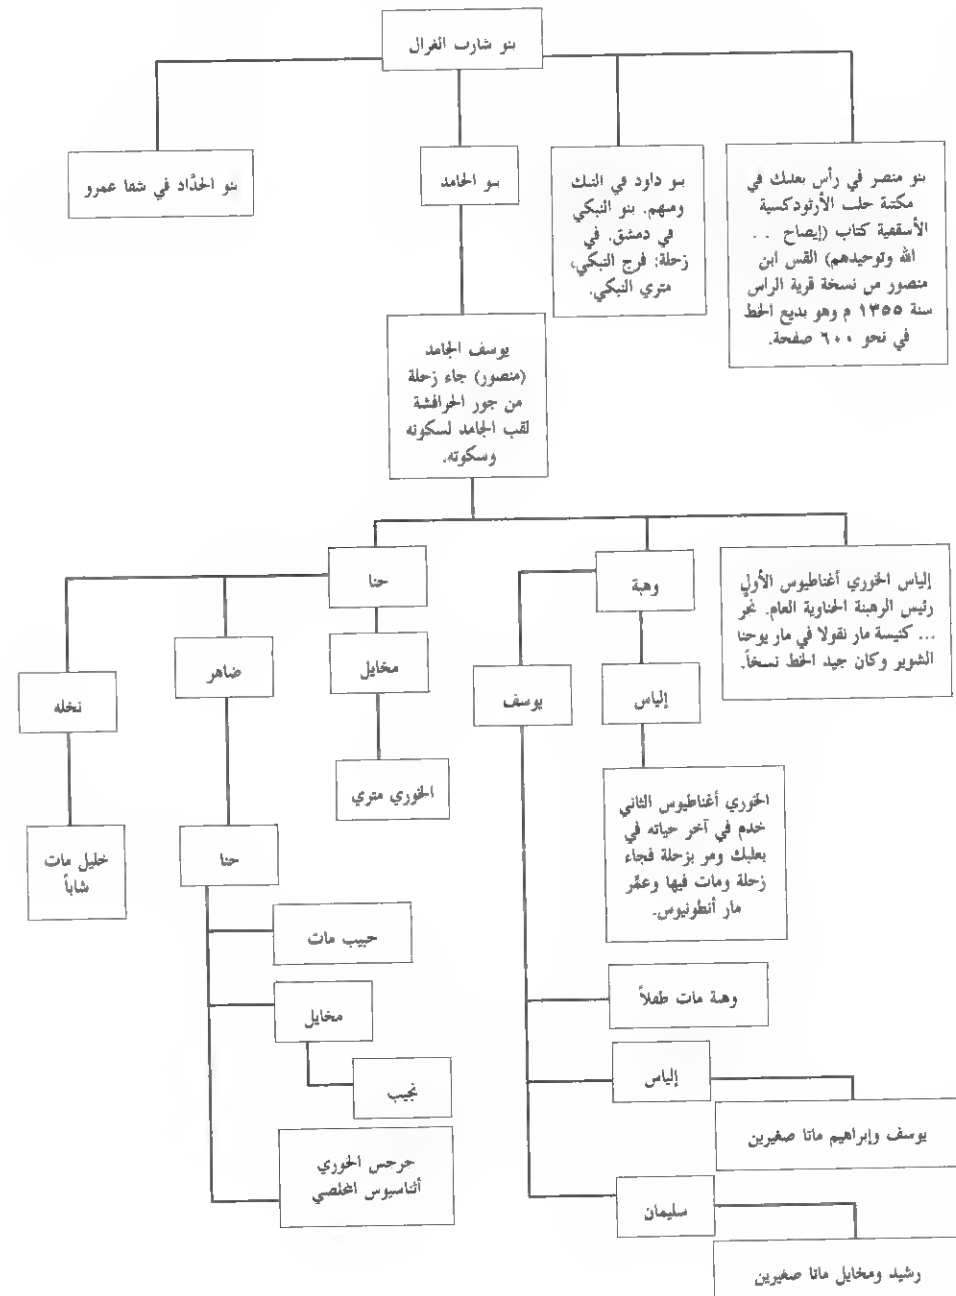 بنو شارب الغرال
بنو منصر في رأس بعلبك في
مكتبة حلب الأرثودكسية
الأسقفية كتاب (إيضاح . .
الله وتوحيدهم) القس ابن
منصور من نسخة قرية الراس
سنة ١٣٥٥ م وهو بديع الخط
في نحو ٦٠٠ صفحة.
بنو داود في النبك
ومنهم. بنو النبكي
في دمشق. في
زحلة: فرج النبكي،
متري النبكي.
بنو الجامد
بنو الحدَّاد في شفا عمرو
يوسف الجامد
(منصور) جاء زحلة
من جور الحرافشة
لقب الجامد لسكونه
وسكوته.
إلياس الخوري أغناطيوس الأول
رئيس الرهبنة الحناوية العام. نجز
... كنيسة مار نقولا في مار يوحنا
الشوير وكان جيد الخط نسخاً.
وهبة
حنا
إلياس
يوسف
مخايل
ضاهر
نخله
الخوري أغناطيوس الثاني
خدم في آخر حياته في
بعلبك ومر بزحلة فجاء
زحلة ومات فيها وعمَّر
مار أنطونيوس.
الخوري متري
حنا
خليل مات
شاباً
حبيب مات
مخايل
نجيب
جرجس الخوري
أثناسيوس المخلصي
وهبة مات طفلاً
إلياس
يوسف وإبراهيم ماتا صغيرين
سليمان
رشيد ومخايل ماتا صغيرين